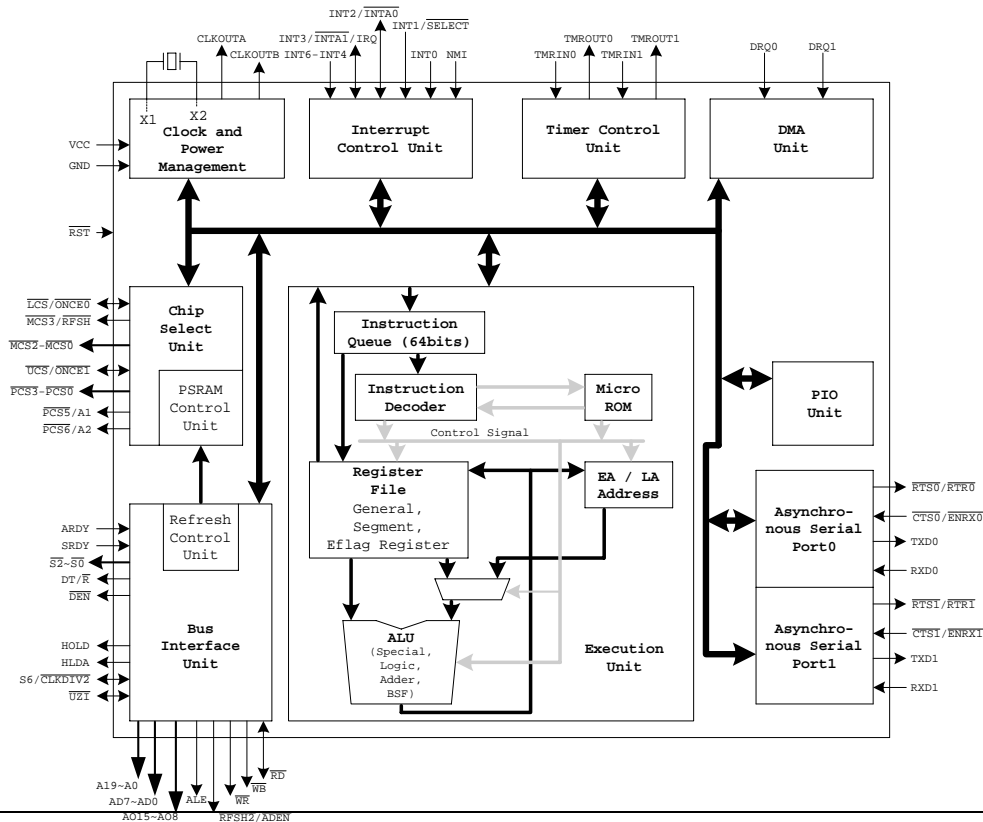 INT2/INTA0
INT3/INTA1/IRQ
INT1/SELECT
CLKOUTA
CLKOUTB
INT6-INT4
INT0
NMI
TMROUT0
TMROUT1
TMRIN0
TMRIN1
DRQ0
DRQ1
X1
X2
Clock and
Power
Management
Interrupt
Control Unit
Timer Control
Unit
DMA
Unit
VCC
GND
RST
LCS/ONCE0
MCS3/RFSH
MCS2-MCS0
UCS/ONCE1
PCS3-PCS0
PCS5/A1
PCS6/A2
Chip
Select
Unit
PSRAM
Control
Unit
Instruction
Queue (64bits)
Instruction
Decoder
Micro
ROM
Control Signal
Register
File
General,
Segment,
Eflag Register
EA / LA
Address
ALU
(Special,
Logic,
Adder,
BSF)
Execution
Unit
PIO
Unit
Asynchro-
nous Serial
Port0
RTS0/RTR0
CTS0/ENRX0
TXD0
RXD0
Asynchro-
nous Serial
Port1
RTS1/RTR1
CTS1/ENRX1
TXD1
RXD1
ARDY
SRDY
S2~S0
DT/R
DEN
HOLD
HLDA
S6/CLKDIV2
UZI
Refresh
Control
Unit
Bus
Interface
Unit
A19~A0
AD7~AD0
AO15~AO8
ALE
RFSH2/ADEN
WR
WB
RD